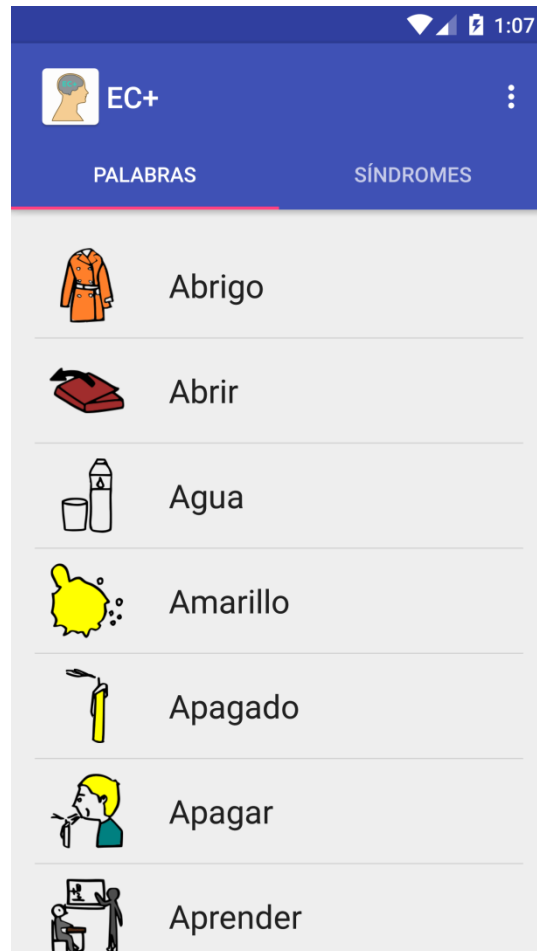 1:07
EC+
PALABRAS SÍNDROMES
Abrigo
Abrir
Agua
Amarillo
Apagado
Apagar
Aprender